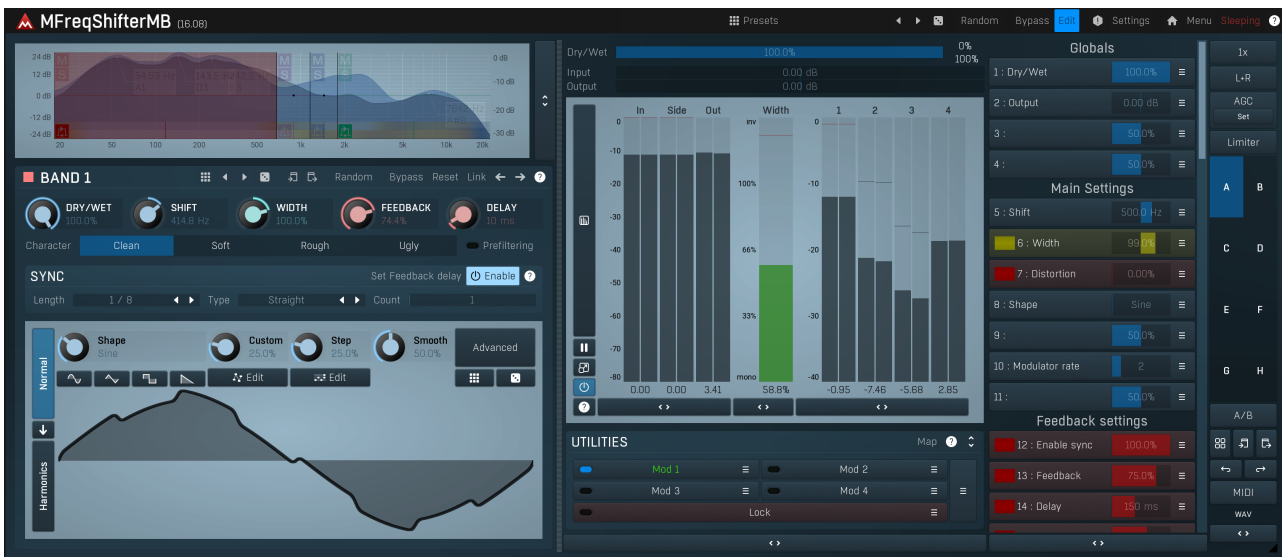 MFreqShifterMB (16.08)
Presets
Random Bypass Edit Settings Menu Sleeping ?
24 dB 12 dB 0 dB -12 dB -24 dB
M S M S M S M S
0 dB -10 dB -20 dB -30 dB
20 50 100 200 500 1k 2k 5k 10k 20k
BAND 1 Random Bypass Reset Link ?
DRY/WET 100.0%
SHIFT 414.8 Hz
WIDTH 100.0%
FEEDBACK 74.4%
DELAY 10 ms
Character Clean Soft Rough Ugly Prefiltering
SYNC Set Feedback delay Enable ?
Length 1 / 8 Type Straight Count 1
Normal
Harmonics
Shape Sine
Custom 25.0%
Step 25.0%
Smooth 50.0%
Advanced
Edit Edit
Dry/Wet 100.0% 0% 100%
Input 0.00 dB
Output 0.00 dB
In Side Out Width 1 2 3 4
0 -10 -20 -30 -40 -50 -60 -70 -80
inv 100% 66% 33% mono
0 -10 -20 -30 -40
0.00 0.00 3.41 58.8% -0.95 -7.46 -5.68 2.85
?
UTILITIES Map ?
Mod 1 Mod 2
Mod 3 Mod 4
Lock
Globals
1 : Dry/Wet 100.0%
2 : Output 0.00 dB
3 : 50.0%
4 : 50.0%
Main Settings
5 : Shift 500.0 Hz
6 : Width 99.0%
7 : Distortion 0.00%
8 : Shape Sine
9 : 50.0%
10 : Modulator rate 2
11 : 50.0%
Feedback settings
12 : Enable sync 100.0%
13 : Feedback 75.0%
14 : Delay 150 ms
1x
L+R
AGC
Set
Limiter
A B
C D
E F
G H
A/B
MIDI
WAV